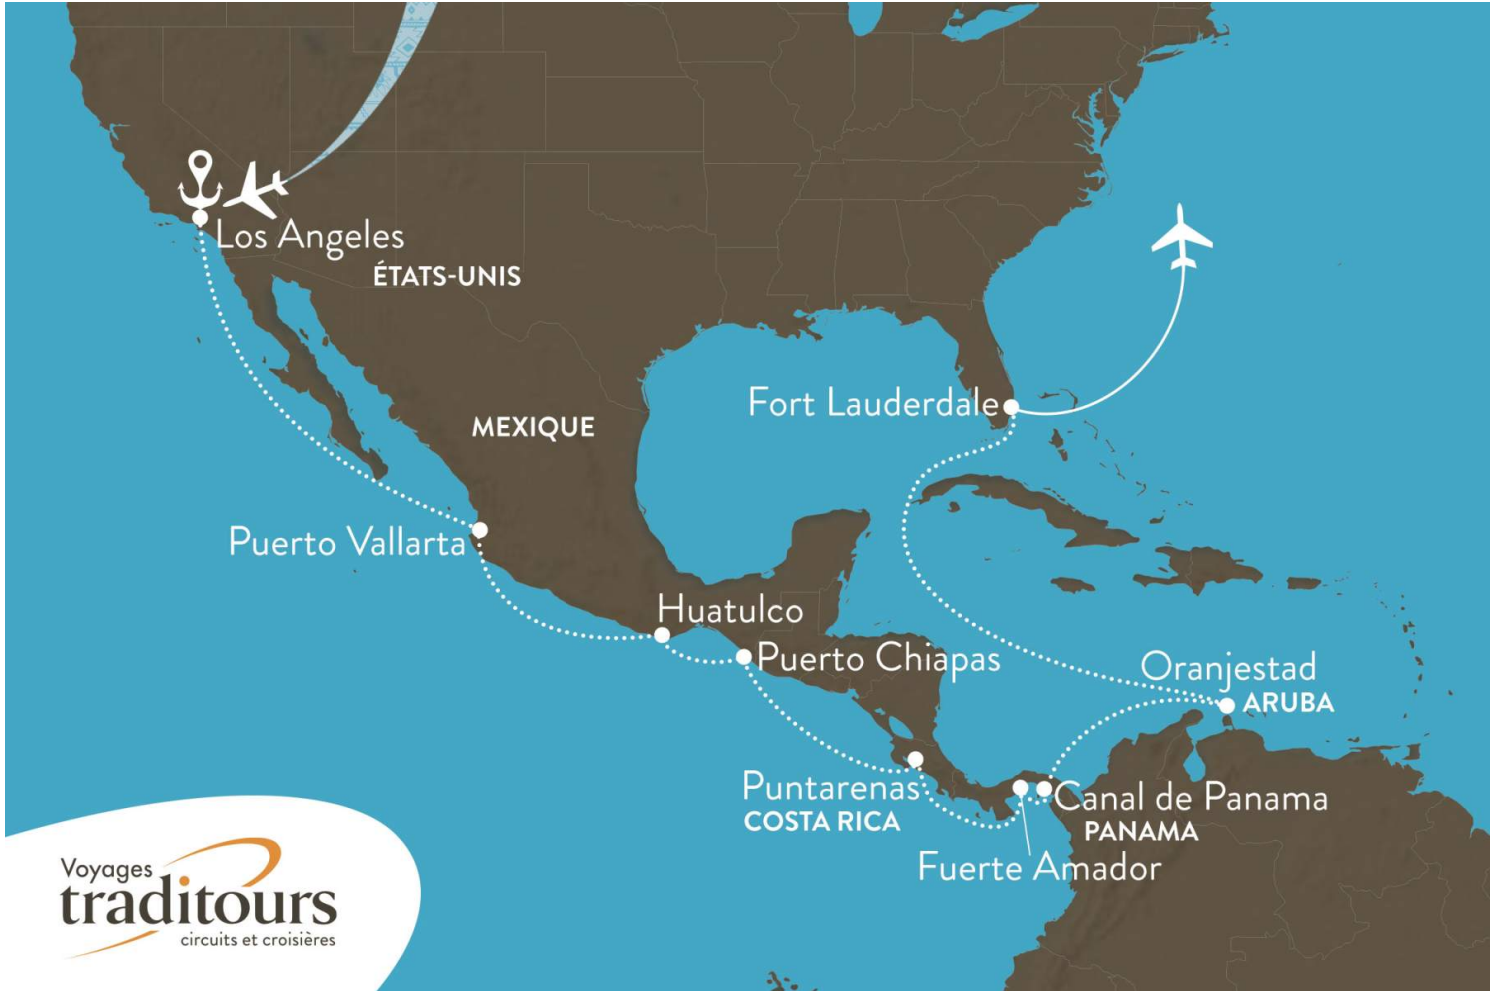 Los Angeles
ÉTATS-UNIS
Fort Lauderdale
MEXIQUE
Puerto Vallarta
Huatulco
Puerto Chiapas
Oranjestad
ARUBA
Puntarenas
COSTA RICA
Canal de Panama
PANAMA
Fuerte Amador
Voyages
traditours
circuits et croisières